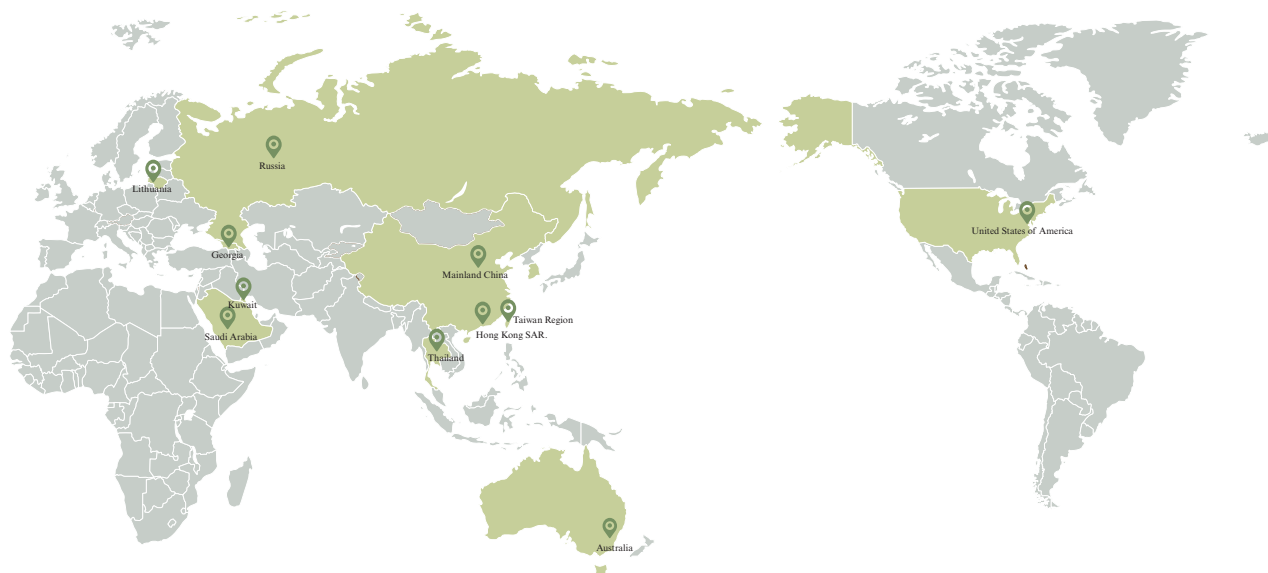 Russia
Lithuania
United States of America
Georgia
Mainland China
Kuwait
Taiwan Region
Saudi Arabia
Hong Kong SAR.
Thailand
Australia